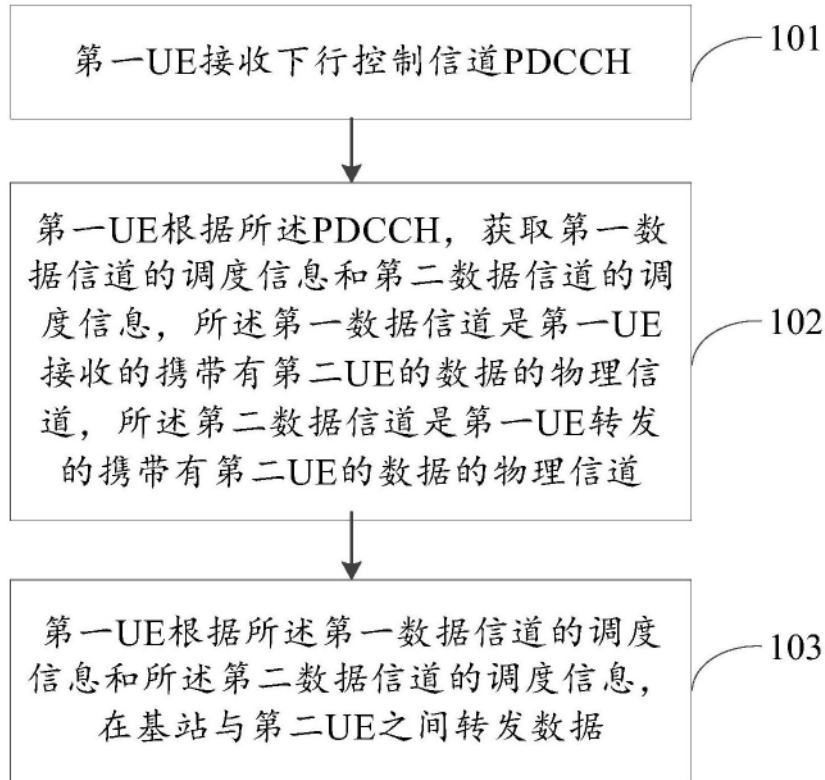 第一UE接收下行控制信道PDCCH
101
第一UE根据所述PDCCH，获取第一数
据信道的调度信息和第二数据信道的调
度信息，所述第一数据信道是第一UE
接收的携带有第二UE的数据的物理信
道，所述第二数据信道是第一UE转发
的携带有第二UE的数据的物理信道
102
第一UE根据所述第一数据信道的调度
信息和所述第二数据信道的调度信息，
在基站与第二UE之间转发数据
103